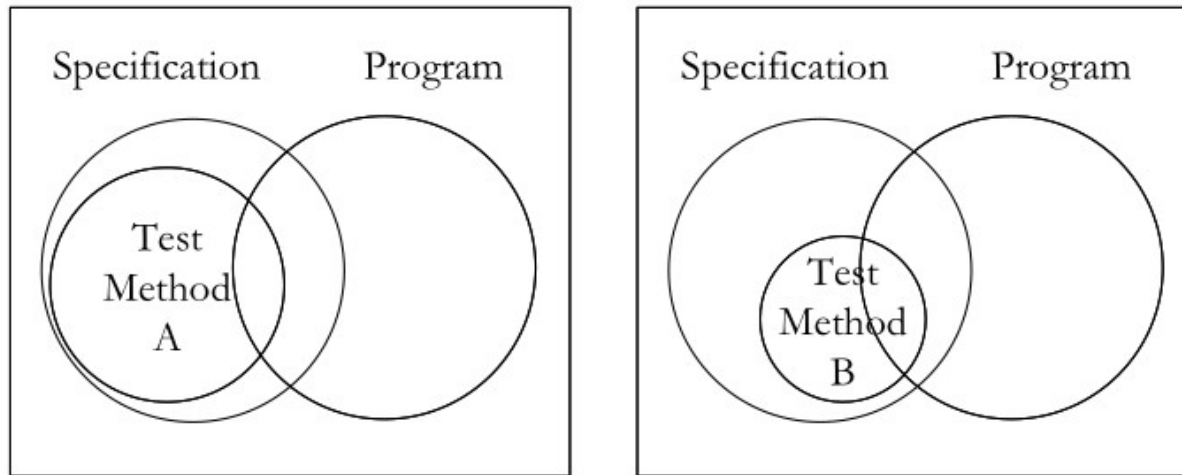 Specification
Program
Test
Method
A
Specification
Program
Test
Method
B